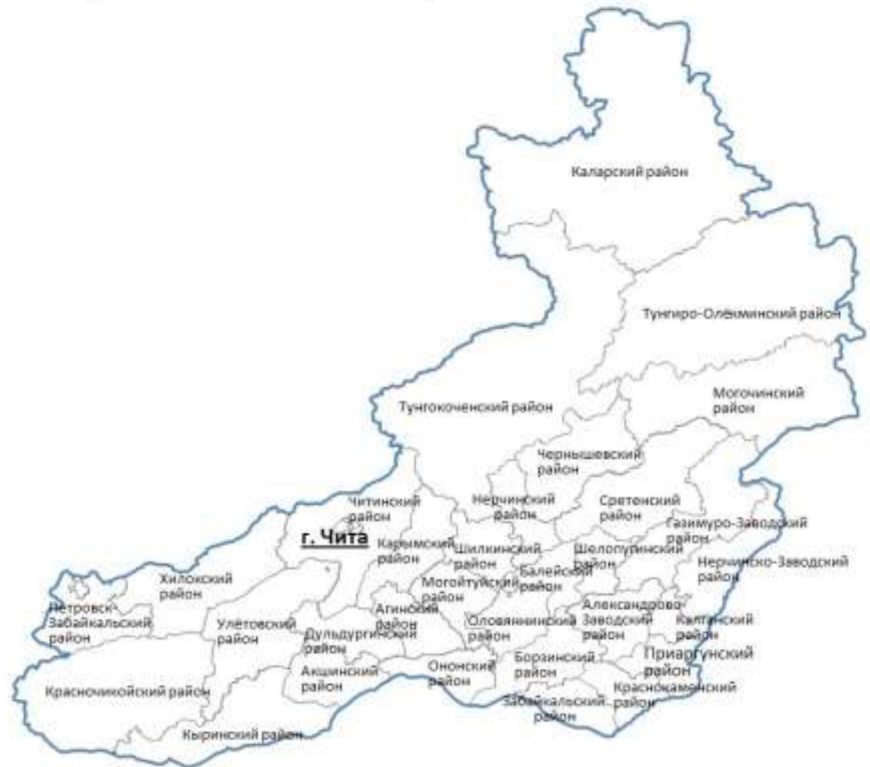 Каларский район
Тунгиро-Олёкминский район
Могочинский
район
Тунгокоченский район
Чернышевский
район
Читинский
район
Нерчинский
район
Сретенский
район
Газимуро-Заводский
район
г. Чита
Карымский
район
Шилкинский
район
Шелопугинский
район
Балейский
район
Нерчинско-Заводский
район
Хилокский
район
Могойтуйский
район
Петровск-
Забайкальский
район
Улётовский
район
Агинский
район
Дульдургинский
район
Оловяннинский
район
Александрово-
Заводский
район
Калганский
район
Приаргунский
район
Красночикойский район
Акшинский
район
Ононский
район
Борзинский
район
Краснокаменский
район
Забайкальский
район
Кыринский район